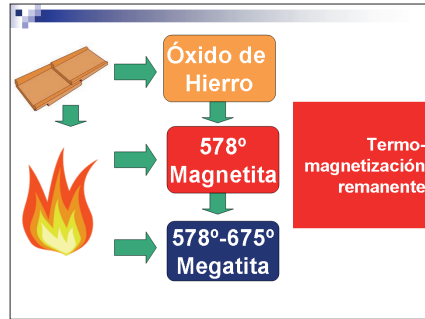 Óxido de
Hierro
578º
Magnetita
Termo-
magnetización
remanente
578º-675º
Megatita